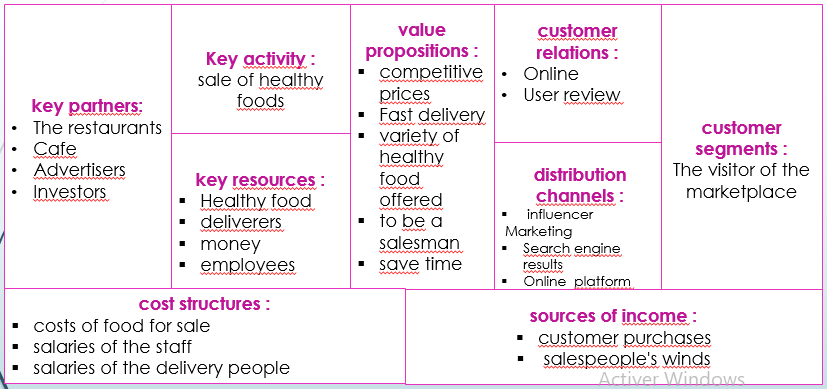 key partners:
• The restaurants
• Cafe
• Advertisers
• Investors
Key activity :
sale of healthy
foods
key resources :
▪ Healthy food
▪ deliverers
▪ money
▪ employees
value
propositions :
▪ competitive
prices
▪ Fast delivery
▪ variety of
healthy
food
offered
▪ to be a
salesman
▪ save time
customer
relations :
• Online
• User review
distribution
channels :
▪ influencer
Marketing
▪ Search engine
results
▪ Online platform
customer
segments :
The visitor of the
marketplace
cost structures :
▪ costs of food for sale
▪ salaries of the staff
▪ salaries of the delivery people
sources of income :
▪ customer purchases
▪ salespeople's winds
Activer Windows